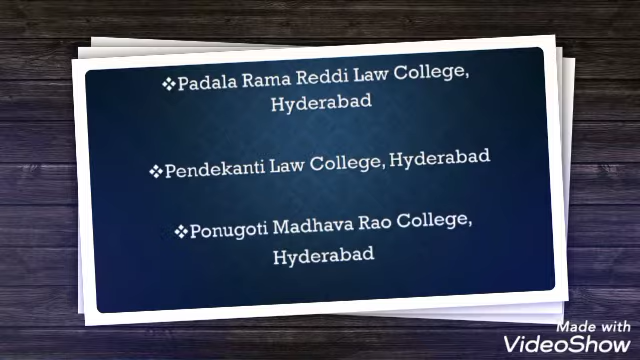 ❖Padala Rama Reddi Law College,
Hyderabad
❖Pendekanti Law College, Hyderabad
❖Ponugoti Madhava Rao College,
Hyderabad
Made with
VideoShow